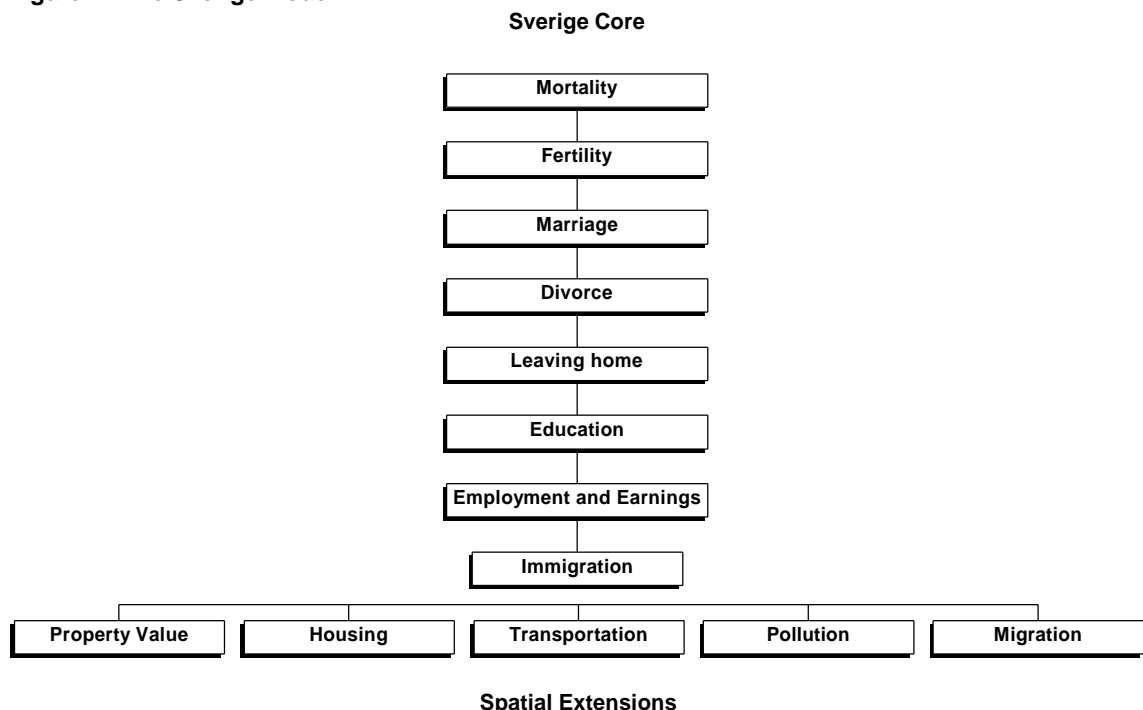 Sverige Core
Mortality
Fertility
Marriage
Divorce
Leaving home
Education
Employment and Earnings
Immigration
Property Value Housing Transportation Pollution Migration
Spatial Extensions